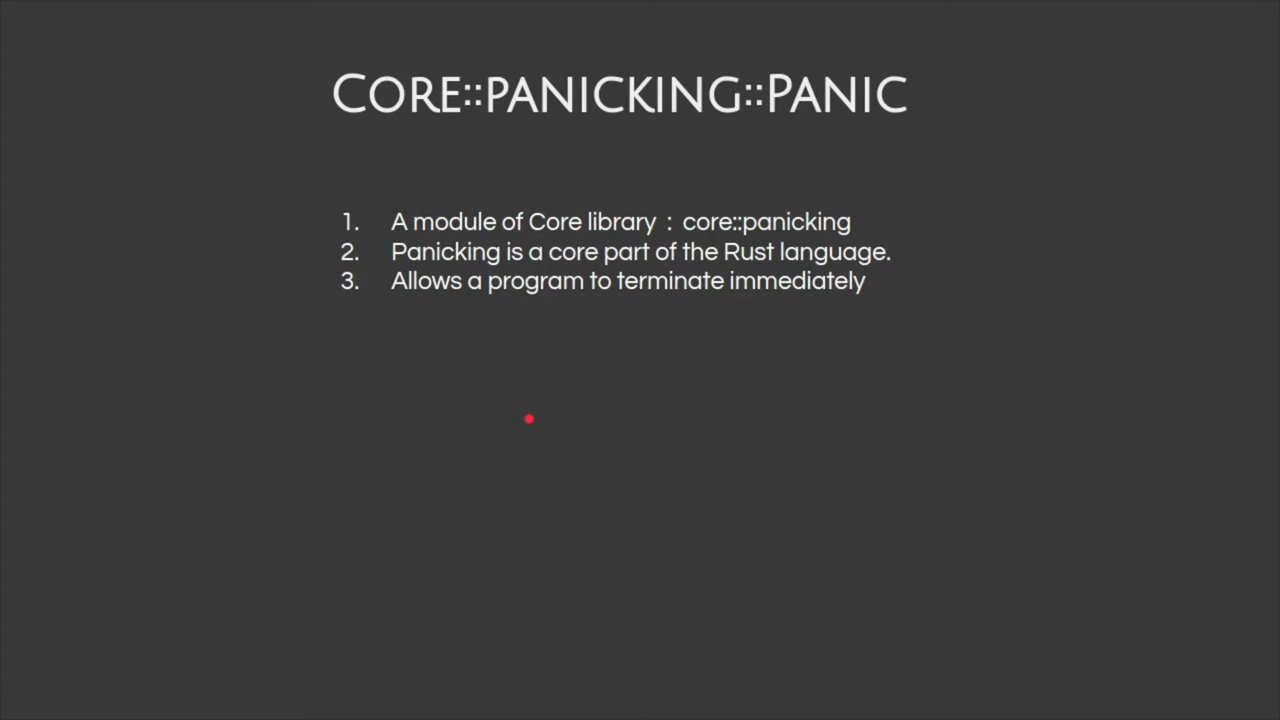 Core::panicking::Panic
1. A module of Core library : core::panicking
2. Panicking is a core part of the Rust language.
3. Allows a program to terminate immediately